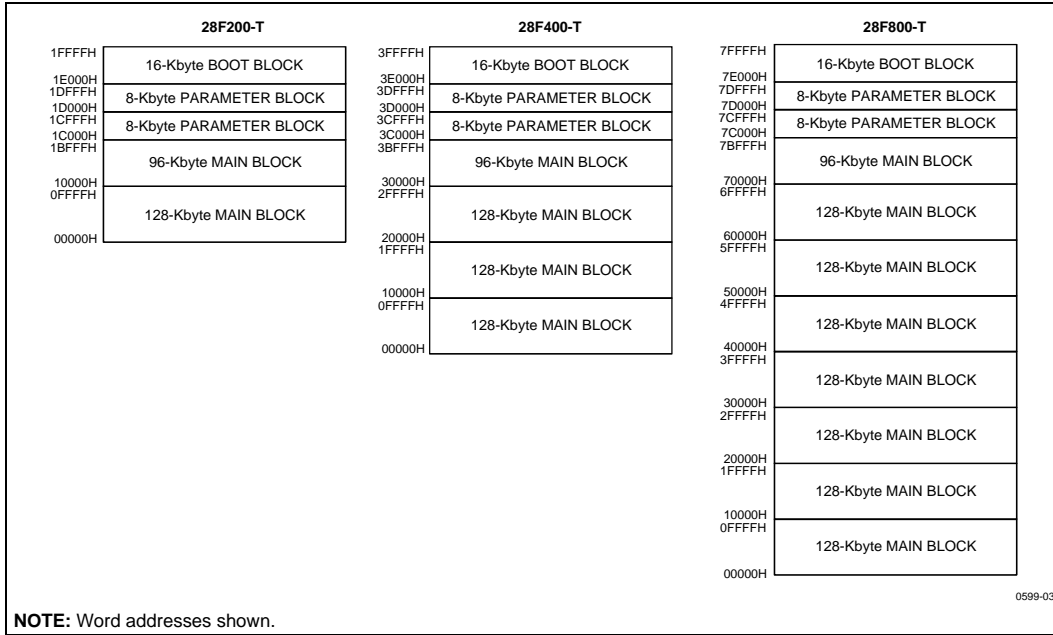 28F200-T
1FFFFH
16-Kbyte BOOT BLOCK
1E000H
1DFFFH
8-Kbyte PARAMETER BLOCK
1D000H
1CFFFH
8-Kbyte PARAMETER BLOCK
1C000H
1BFFFH
96-Kbyte MAIN BLOCK
10000H
0FFFFH
128-Kbyte MAIN BLOCK
00000H
28F400-T
3FFFFH
16-Kbyte BOOT BLOCK
3E000H
3DFFFH
8-Kbyte PARAMETER BLOCK
3D000H
3CFFFH
8-Kbyte PARAMETER BLOCK
3C000H
3BFFFH
96-Kbyte MAIN BLOCK
30000H
2FFFFH
128-Kbyte MAIN BLOCK
20000H
1FFFFH
128-Kbyte MAIN BLOCK
10000H
0FFFFH
128-Kbyte MAIN BLOCK
00000H
28F800-T
7FFFFH
16-Kbyte BOOT BLOCK
7E000H
7DFFFH
8-Kbyte PARAMETER BLOCK
7D000H
7CFFFH
8-Kbyte PARAMETER BLOCK
7C000H
7BFFFH
96-Kbyte MAIN BLOCK
70000H
6FFFFH
128-Kbyte MAIN BLOCK
60000H
5FFFFH
128-Kbyte MAIN BLOCK
50000H
4FFFFH
128-Kbyte MAIN BLOCK
40000H
3FFFFH
128-Kbyte MAIN BLOCK
30000H
2FFFFH
128-Kbyte MAIN BLOCK
20000H
1FFFFH
128-Kbyte MAIN BLOCK
10000H
0FFFFH
128-Kbyte MAIN BLOCK
00000H
0599-03
NOTE: Word addresses shown.